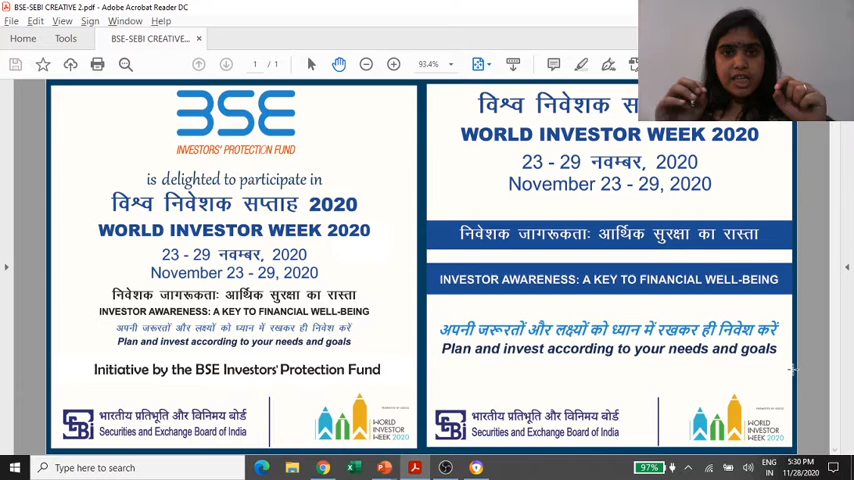 BSE-SEBI CREATIVE 2.pdf - Adobe Acrobat Reader DC
File Edit View Sign Window Help
Home Tools BSE-SEBI CREATIVE... ×
1 / 1 93.4%
BSE
INVESTORS' PROTECTION FUND
is delighted to participate in
विश्व निवेशक सप्ताह 2020
WORLD INVESTOR WEEK 2020
23 - 29 नवम्बर, 2020
November 23 - 29, 2020
निवेशक जागरूकताः आर्थिक सुरक्षा का रास्ता
INVESTOR AWARENESS: A KEY TO FINANCIAL WELL-BEING
अपनी जरूरतों और लक्ष्यों को ध्यान में रखकर ही निवेश करें
Plan and invest according to your needs and goals
Initiative by the BSE Investors' Protection Fund
भारतीय प्रतिभूति और विनिमय बोर्ड
Securities and Exchange Board of India
WORLD
INVESTOR
WEEK 2020
विश्व निवेशक स
WORLD INVESTOR WEEK 2020
23 - 29 नवम्बर, 2020
November 23 - 29, 2020
निवेशक जागरूकताः आर्थिक सुरक्षा का रास्ता
INVESTOR AWARENESS: A KEY TO FINANCIAL WELL-BEING
अपनी जरूरतों और लक्ष्यों को ध्यान में रखकर ही निवेश करें
Plan and invest according to your needs and goals
भारतीय प्रतिभूति और विनिमय बोर्ड
Securities and Exchange Board of India
WORLD
INVESTOR
WEEK 2020
Type here to search
97% ENG 5:30 PM
IN 11/28/2020